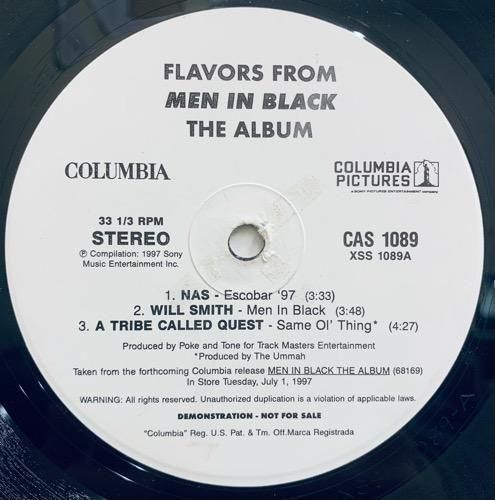 FLAVORS FROM
MEN IN BLACK
THE ALBUM
COLUMBIA
COLUMBIA
PICTURES
A SONY PICTURES ENTERTAINMENT COMPANY
33 1/3 RPM
STEREO
℗ Compilation: 1997 Sony
Music Entertainment Inc.
CAS 1089
XSS 1089A
1. NAS - Escobar '97 (3:33)
2. WILL SMITH - Men In Black (3:48)
3. A TRIBE CALLED QUEST - Same Ol' Thing* (4:27)
Produced by Poke and Tone for Track Masters Entertainment
*Produced by The Ummah
Taken from the forthcoming Columbia release MEN IN BLACK THE ALBUM (68169)
In Store Tuesday, July 1, 1997
WARNING: All rights reserved. Unauthorized duplication is a violation of applicable laws.
DEMONSTRATION - NOT FOR SALE
"Columbia" Reg. U.S. Pat. & Tm. Off.Marca Registrada